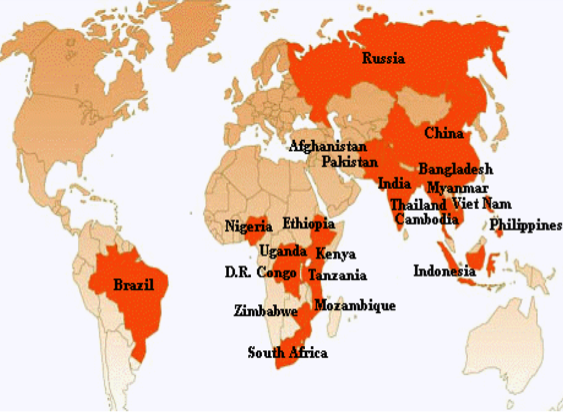 Russia
China
Afghanistan
Pakistan
Bangladesh
India
Myanmar
Thailand
Viet Nam
Cambodia
Philippines
Nigeria
Ethiopia
Uganda
Kenya
D.R. Congo
Tanzania
Indonesia
Brazil
Zimbabwe
Mozambique
South Africa